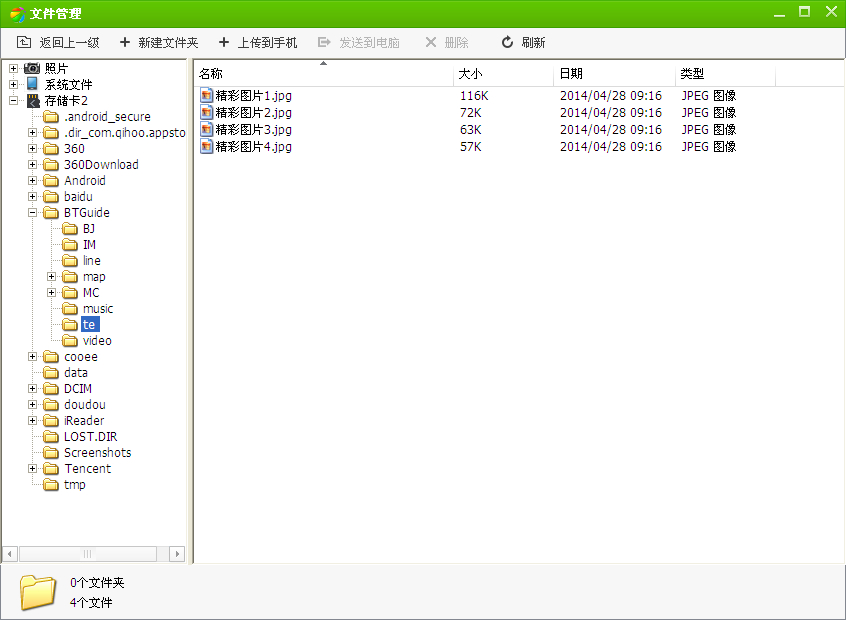 文件管理
返回上一级 新建文件夹 上传到手机 发送到电脑 删除 刷新
照片
系统文件
存储卡2
.android_secure
.dir_com.qihoo.appsto
360
360Download
Android
baidu
BTGuide
BJ
IM
line
map
MC
music
te
video
cooee
data
DCIM
doudou
iReader
LOST.DIR
Screenshots
Tencent
tmp
名称 大小 日期 类型
精彩图片1.jpg 116K 2014/04/28 09:16 JPEG 图像
精彩图片2.jpg 72K 2014/04/28 09:16 JPEG 图像
精彩图片3.jpg 63K 2014/04/28 09:16 JPEG 图像
精彩图片4.jpg 57K 2014/04/28 09:16 JPEG 图像
0个文件夹
4个文件